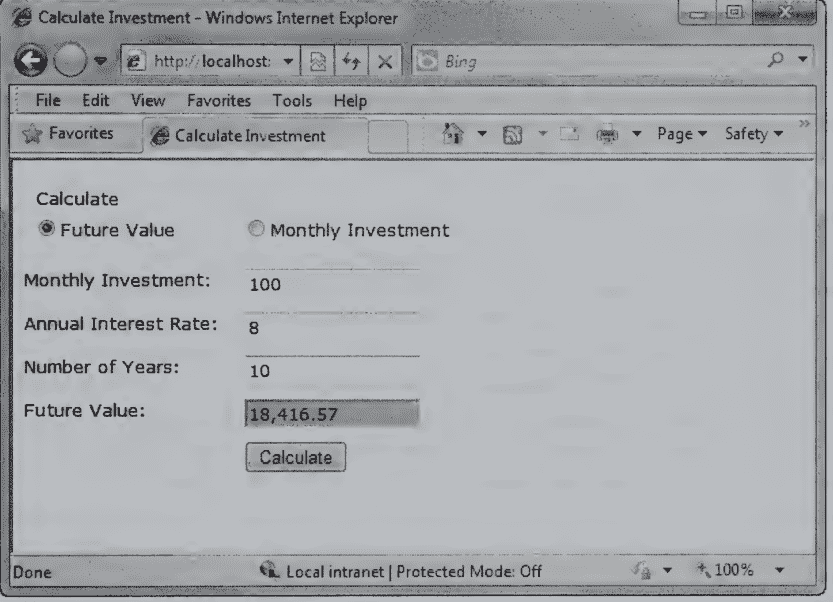 Calculate Investment - Windows Internet Explorer
http://localhost: Bing
File Edit View Favorites Tools Help
Favorites Calculate Investment Page Safety »
Calculate
Future Value Monthly Investment
Monthly Investment: 100
Annual Interest Rate: 8
Number of Years: 10
Future Value: 18,416.57
Calculate
Done Local intranet | Protected Mode: Off 100%